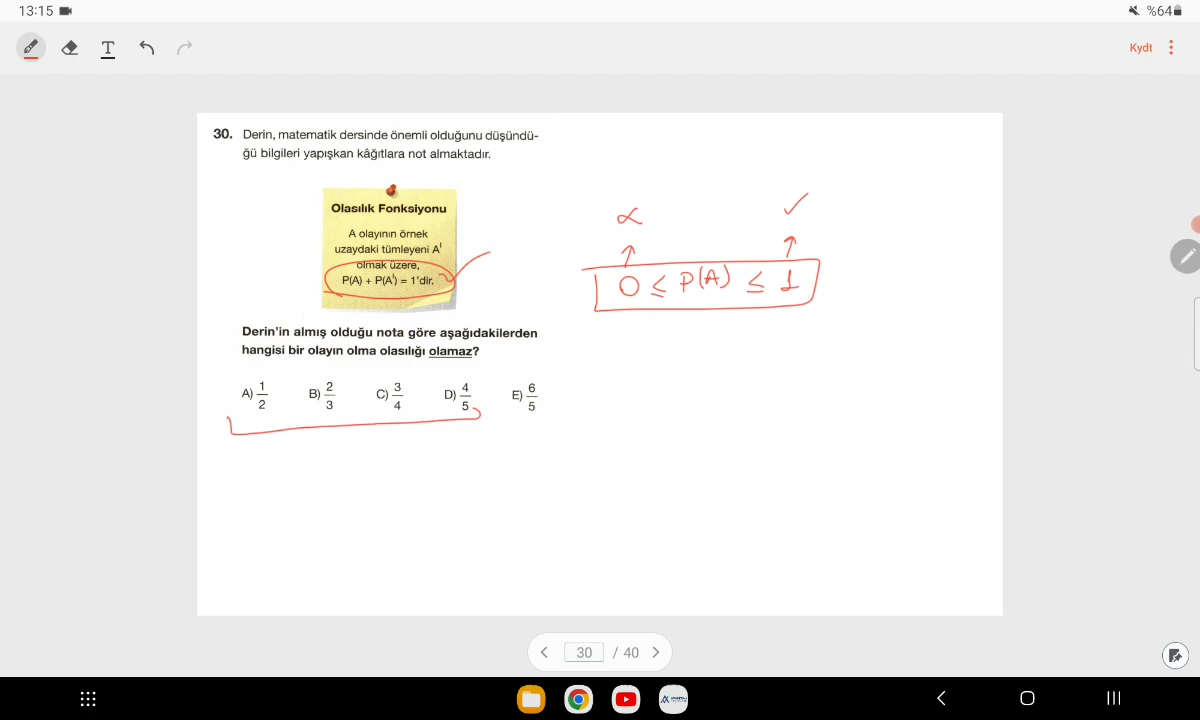 13:15
%64
T
Kydt
30. Derin, matematik dersinde önemli olduğunu düşündü-
ğü bilgileri yapışkan kâğıtlara not almaktadır.
Olasılık Fonksiyonu
A olayının örnek
uzaydaki tümleyeni Aᴵ
olmak üzere,
P(A) + P(Aᴵ) = 1'dir.
∝ ✓
↑ ↑
0 ≤ P(A) ≤ 1
Derin'in almış olduğu nota göre aşağıdakilerden
hangisi bir olayın olma olasılığı olamaz?
A) 1/2 B) 2/3 C) 3/4 D) 4/5 E) 6/5
30 / 40